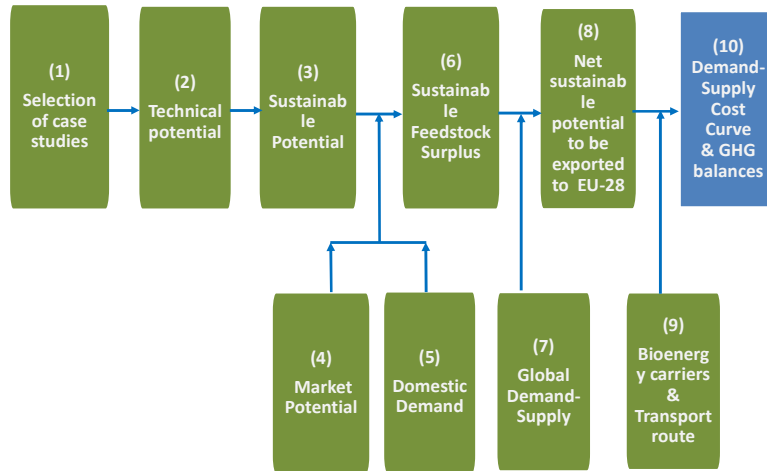 (1)
Selection
of case
studies
(2)
Technical
potential
(3)
Sustainab
le
Potential
(6)
Sustainab
le
Feedstock
Surplus
(8)
Net
sustainab
le
potential
to be
exported
to EU-28
(10)
Demand-
Supply
Cost
Curve
& GHG
balances
(4)
Market
Potential
(5)
Domestic
Demand
(7)
Global
Demand-
Supply
(9)
Bioenerg
y carriers
&
Transport
route